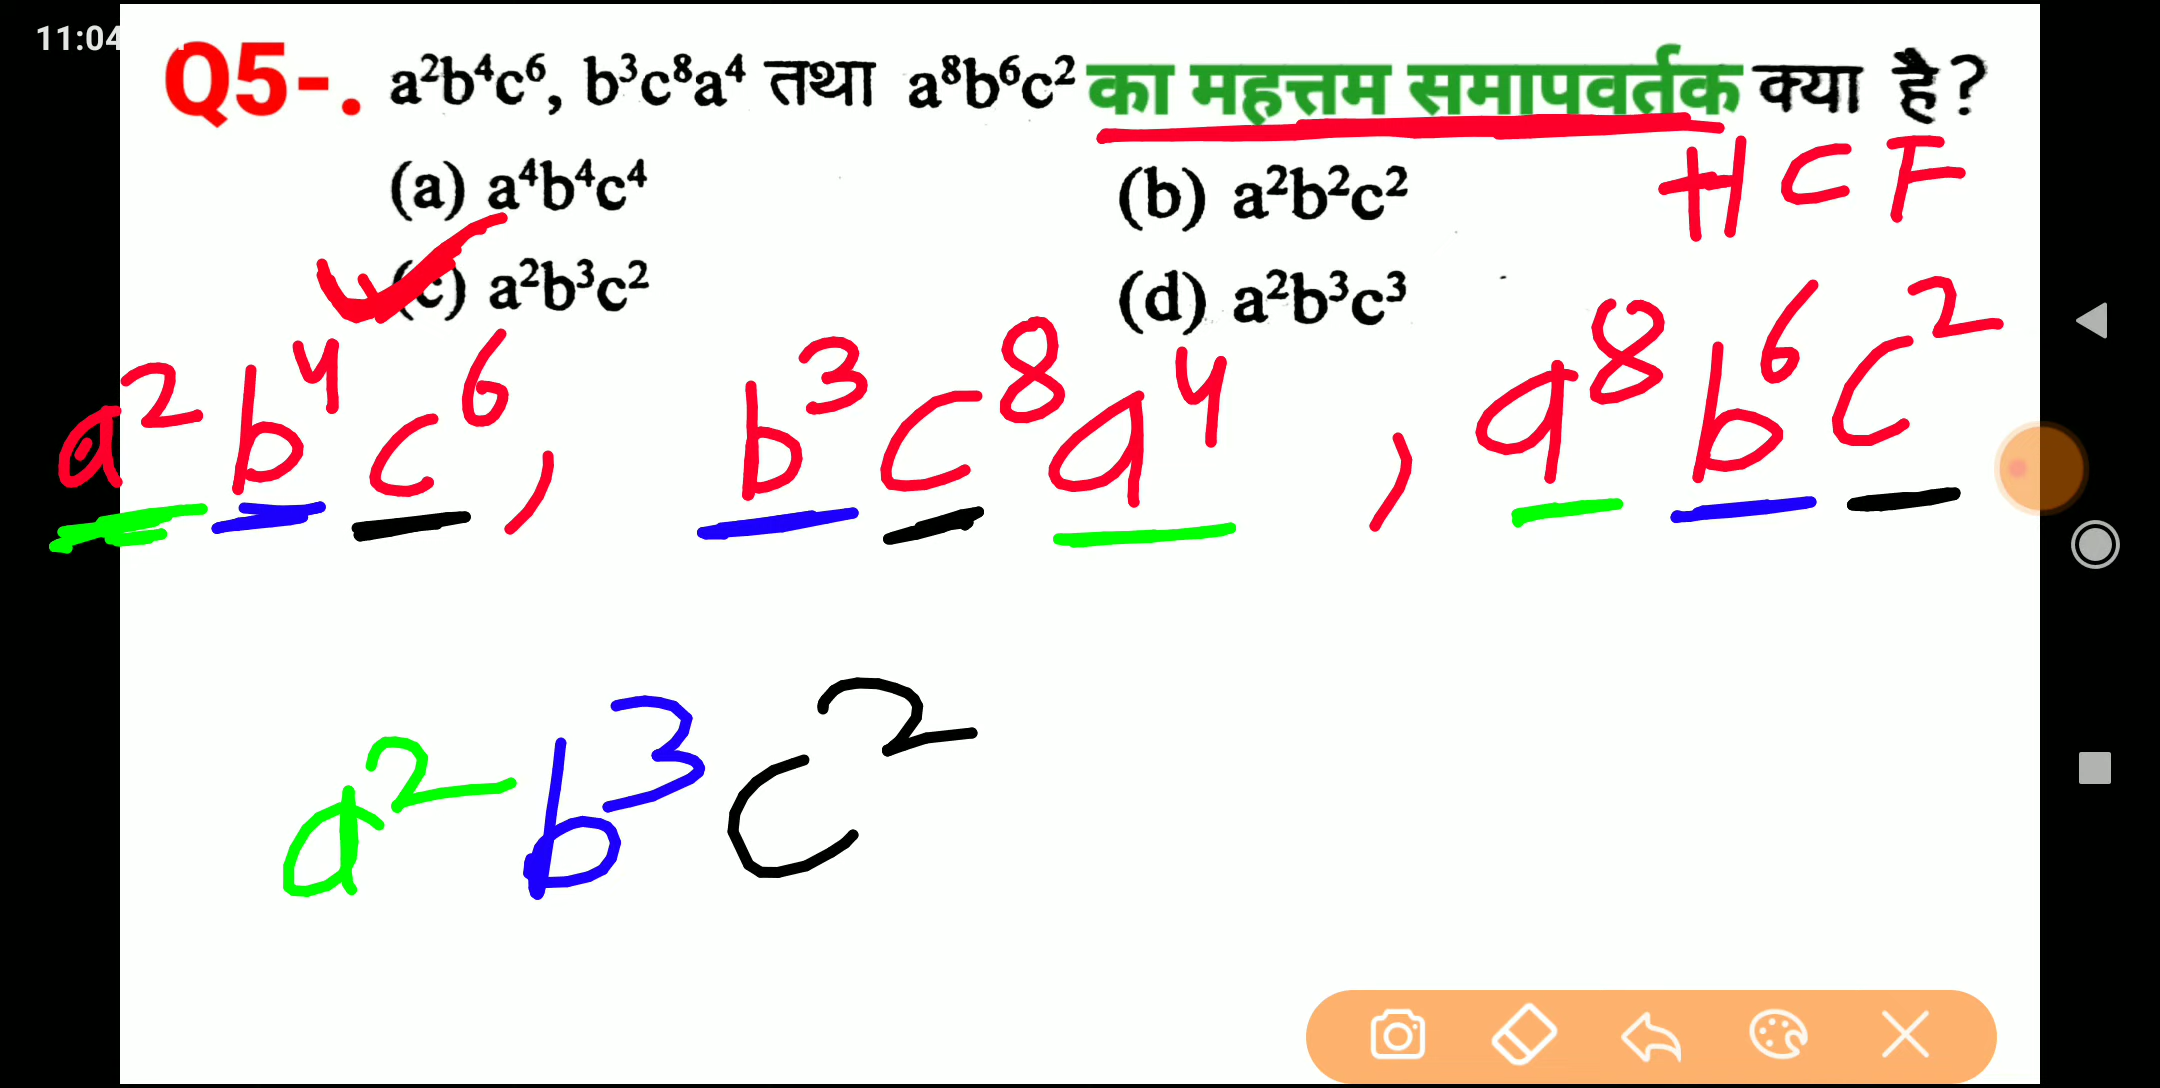 11:04
Q5-. a²b⁴c⁶, b³c⁸a⁴ तथा a⁸b⁶c² का महत्तम समापवर्तक क्या है?
HCF
(a) a⁴b⁴c⁴ (b) a²b²c²
(c) a²b³c² (d) a²b³c³
a²b⁴c⁶, b³c⁸a⁴, a⁸b⁶c²
a²b³c²